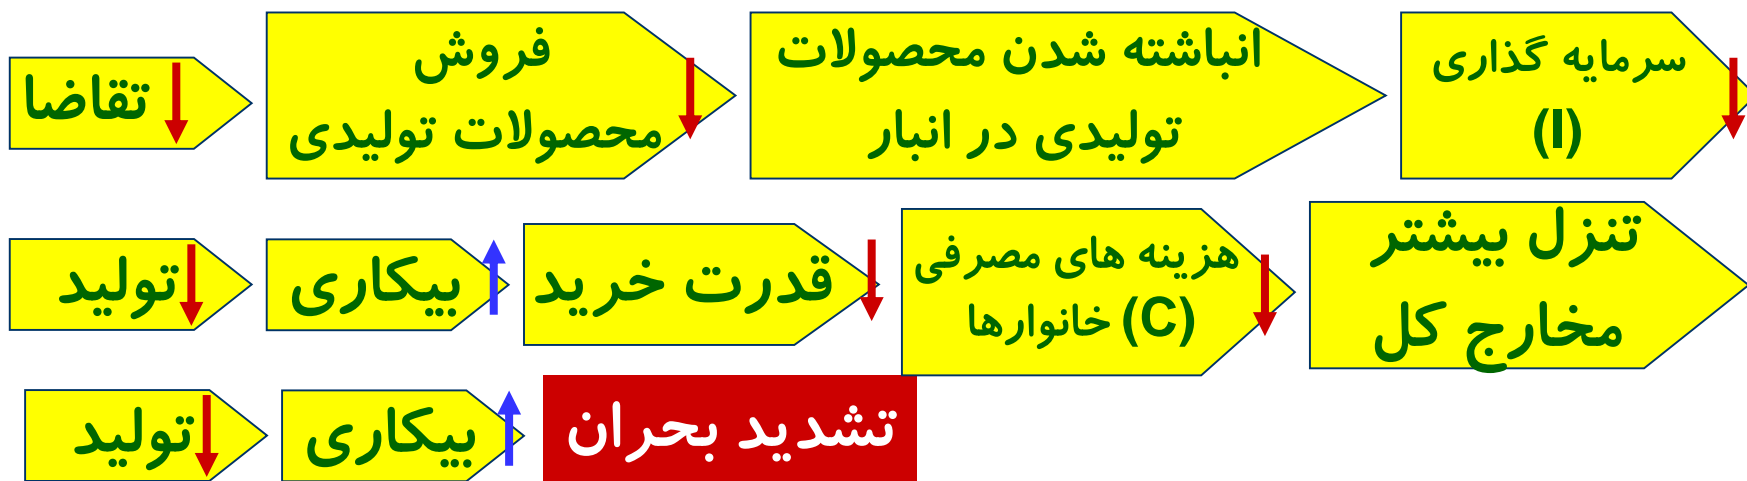 تقاضا
فروش
محصولات تولیدی
انباشته شدن محصولات
تولیدی در انبار
سرمایه گذاری
(I)
تولید
بیکاری
قدرت خرید
هزینه های مصرفی
(C) خانوارها
تنزل بیشتر
مخارج کل
تولید
بیکاری
تشدید بحران